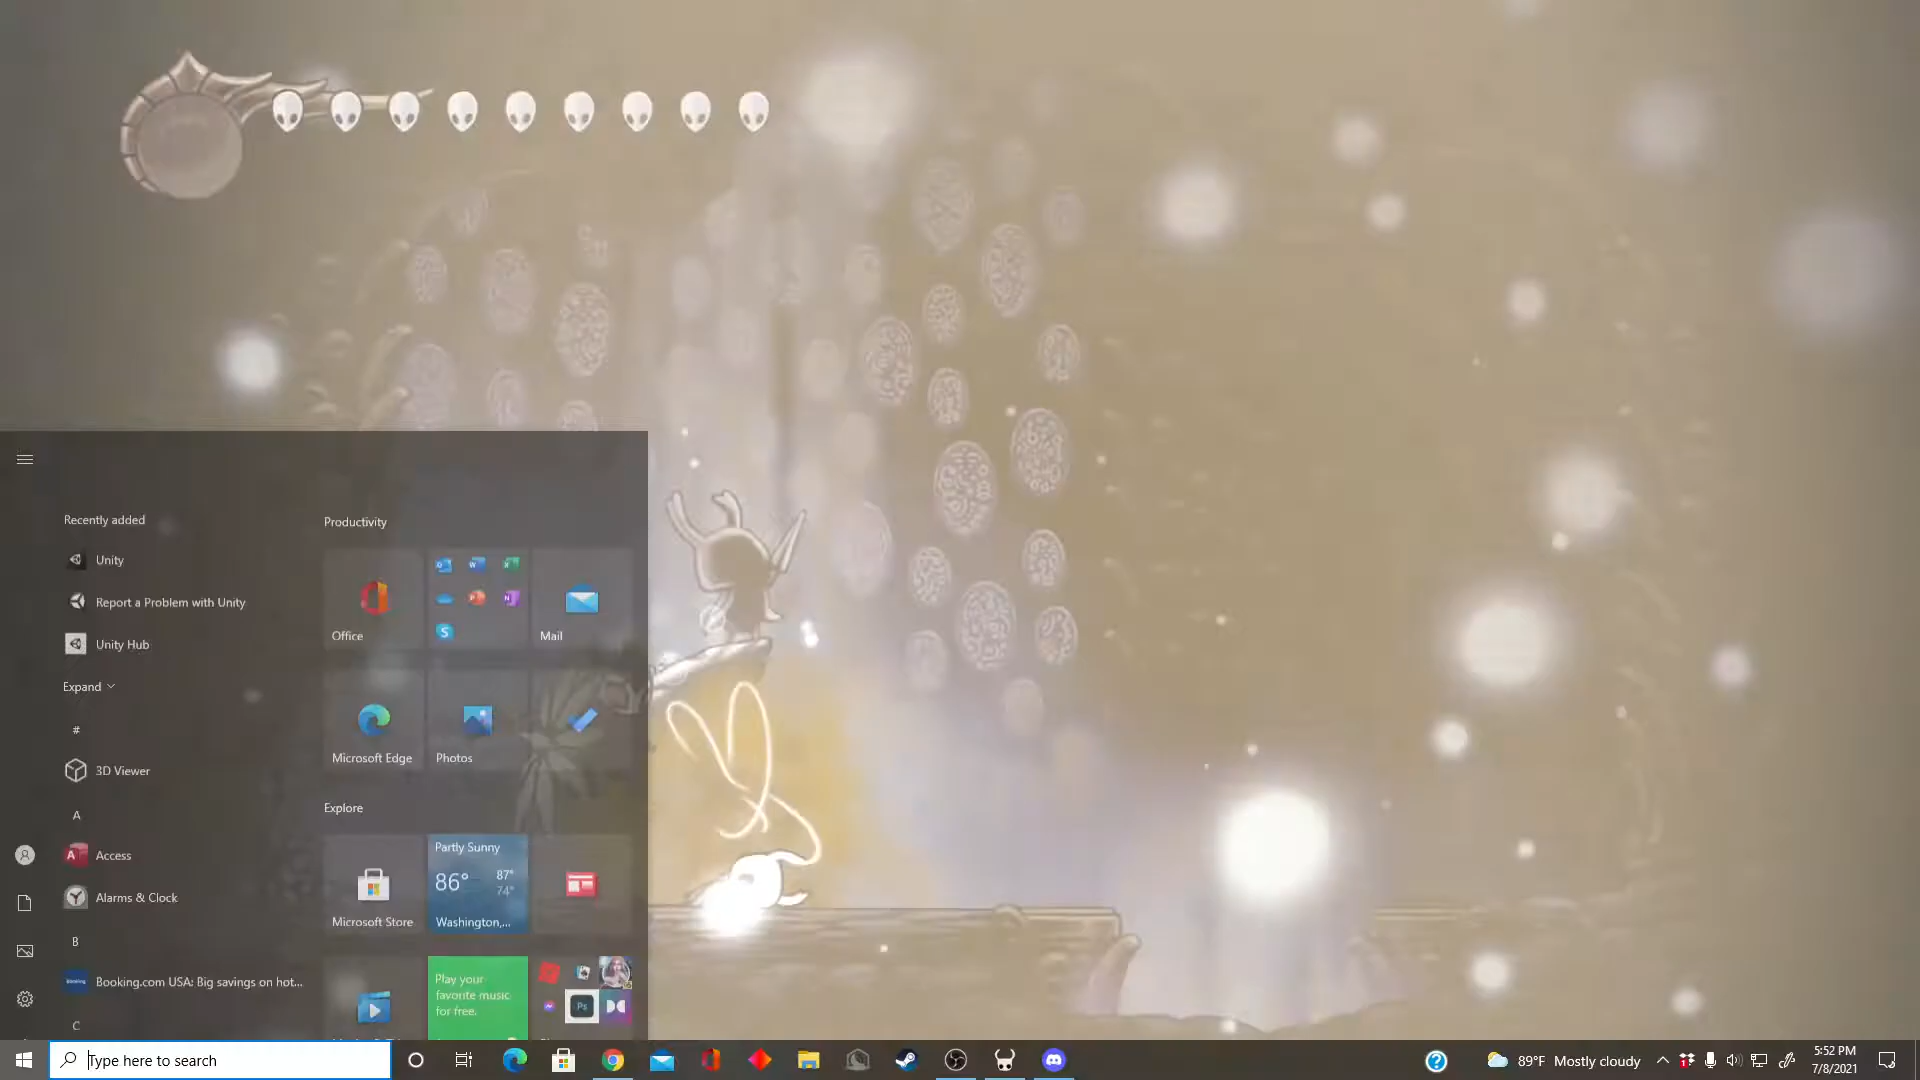 Recently added
Unity
Report a Problem with Unity
Unity Hub
Expand
#
3D Viewer
A
Access
Alarms & Clock
B
Booking.com USA: Big savings on hot...
C
Productivity
Office
Mail
Microsoft Edge
Photos
Explore
Microsoft Store
Partly Sunny
86° 87°
74°
Washington,...
Play your
favorite music
for free.
Ps
Type here to search
89°F Mostly cloudy
5:52 PM
7/8/2021